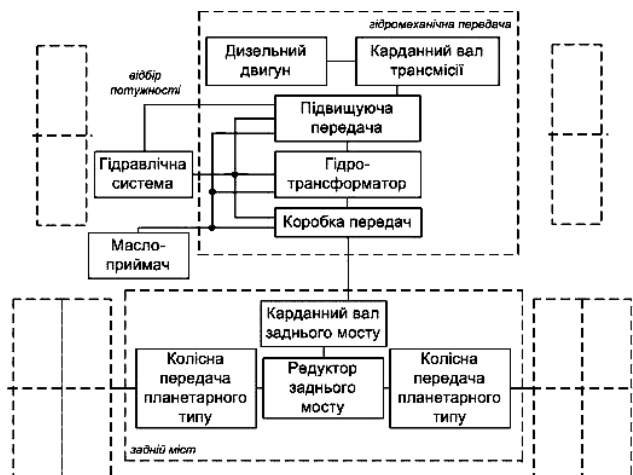 гідромеханічна передача
Дизельний
двигун
Карданний вал
трансмісії
відбір
потужності
Підвищуюча
передача
Гідравлічна
система
Гідро-
трансформатор
Коробка передач
Масло-
приймач
Карданний вал
заднього мосту
Колісна
передача
планетарного
типу
Редуктор
заднього
мосту
Колісна
передача
планетарного
типу
задній міст